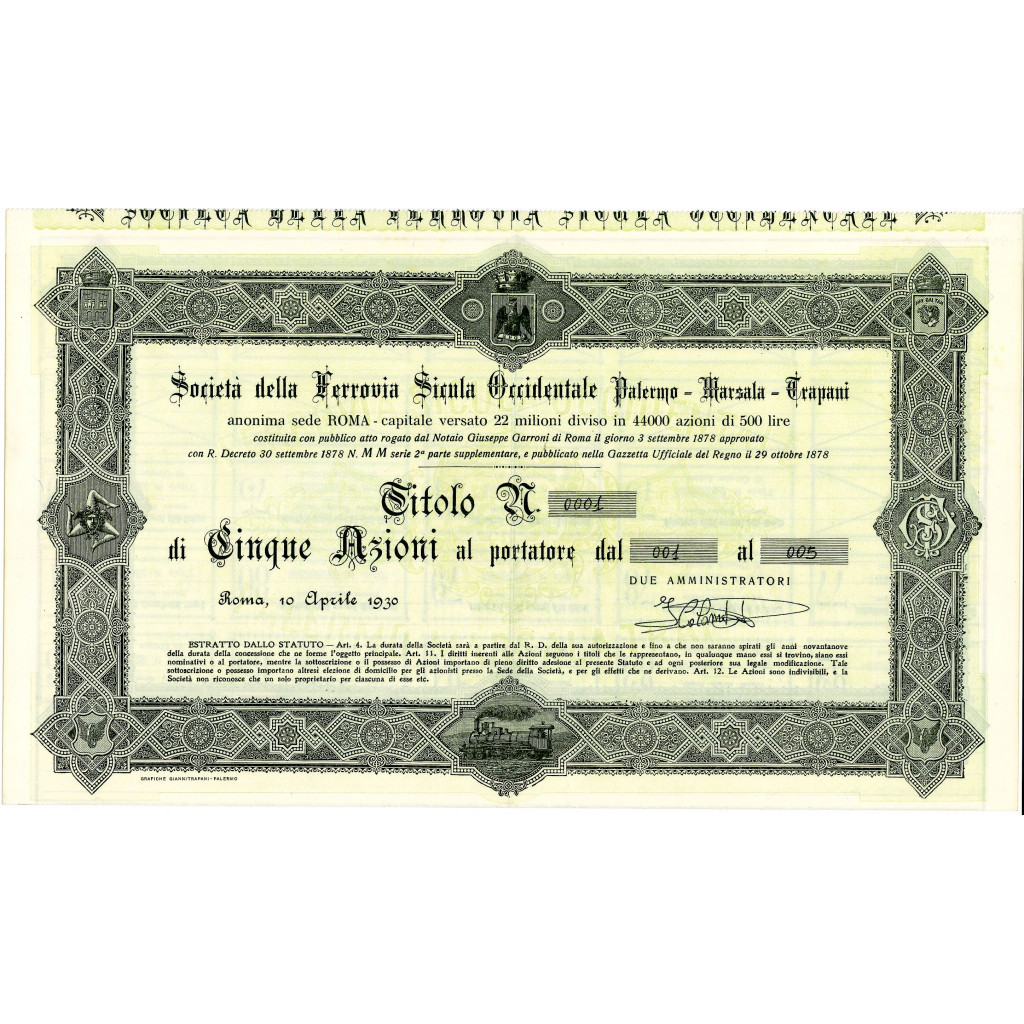 SOCIETÀ DELLA FERROVIA SICULA OCCIDENTALE
Società della Ferrovia Sicula Occidentale Palermo - Marsala - Trapani
anonima sede ROMA - capitale versato 22 milioni diviso in 44000 azioni di 500 lire
costituita con pubblico atto rogato dal Notaio Giuseppe Garroni di Roma il giorno 3 settembre 1878 approvato
con R. Decreto 30 settembre 1878 N. M M serie 2ª parte supplementare, e pubblicato nella Gazzetta Ufficiale del Regno il 29 ottobre 1878
Titolo N. 0001
di Cinque Azioni al portatore dal 001 al 005
DUE AMMINISTRATORI
Roma, 10 Aprile 1930
ESTRATTO DALLO STATUTO — Art. 4. La durata della Società sarà a partire dal R. D. della sua autorizzazione e fino a che non saranno spirati gli anni novantanove
della durata della concessione che ne forme l'oggetto principale. Art. 11. I diritti inerenti alle Azioni seguono i titoli che le rappresentano, in qualunque mano essi si trovino, siano essi
nominativi o al portatore, mentre la sottoscrizione o il possesso di Azioni importano di pieno diritto adesione al presente Statuto e ad ogni posteriore sua legale modificazione. Tale
sottoscrizione o possesso importano altresì elezione di domicilio per gli azionisti presso la Sede della Società, e per gli effetti che ne derivano. Art. 12. Le Azioni sono indivisibili, e la
Società non riconosce che un solo proprietario per ciascuna di esse etc.
GRAFICHE GIANNITRAPANI - PALERMO